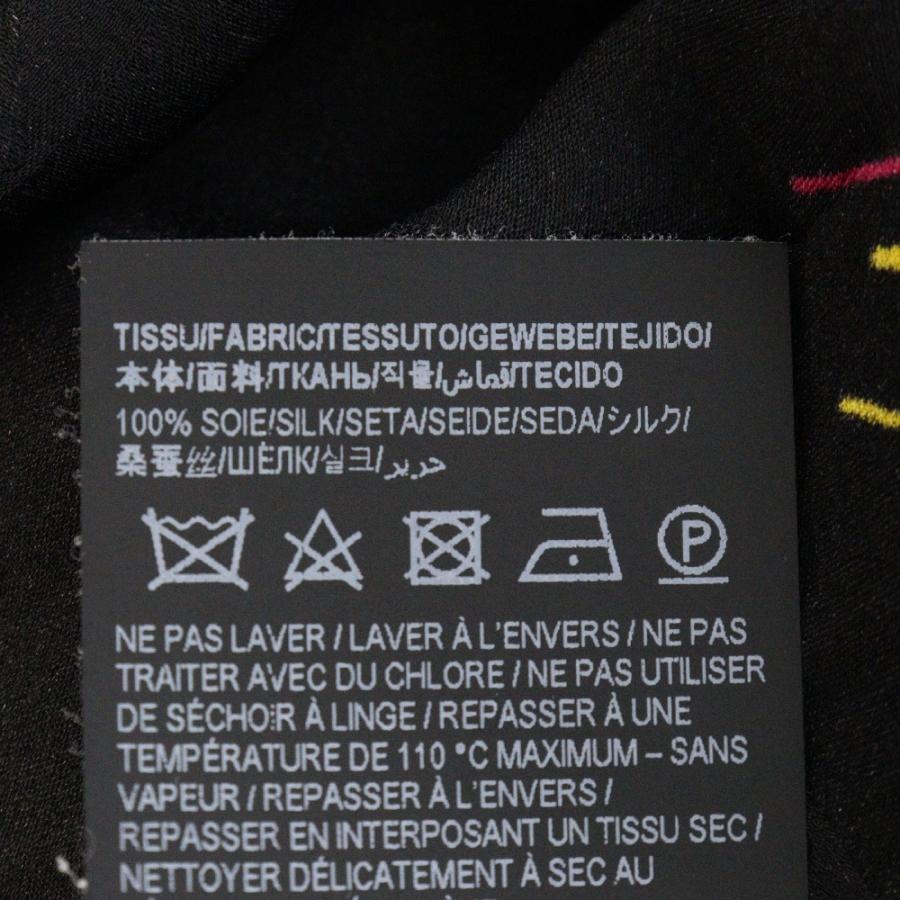 TISSU/FABRIC/TESSUTO/GEWEBE/TEJIDO/
本体/面料/ТКАНЬ/직물/قماش/TECIDO
100% SOIE/SILK/SETA/SEIDE/SEDA/シルク/
桑蚕丝/ШЁЛК/실크/حرير
P
NE PAS LAVER / LAVER À L'ENVERS / NE PAS
TRAITER AVEC DU CHLORE / NE PAS UTILISER
DE SÉCHOIR À LINGE / REPASSER À UNE
TEMPÉRATURE DE 110 °C MAXIMUM – SANS
VAPEUR / REPASSER À L'ENVERS /
REPASSER EN INTERPOSANT UN TISSU SEC /
NETTOYER DÉLICATEMENT À SEC AU